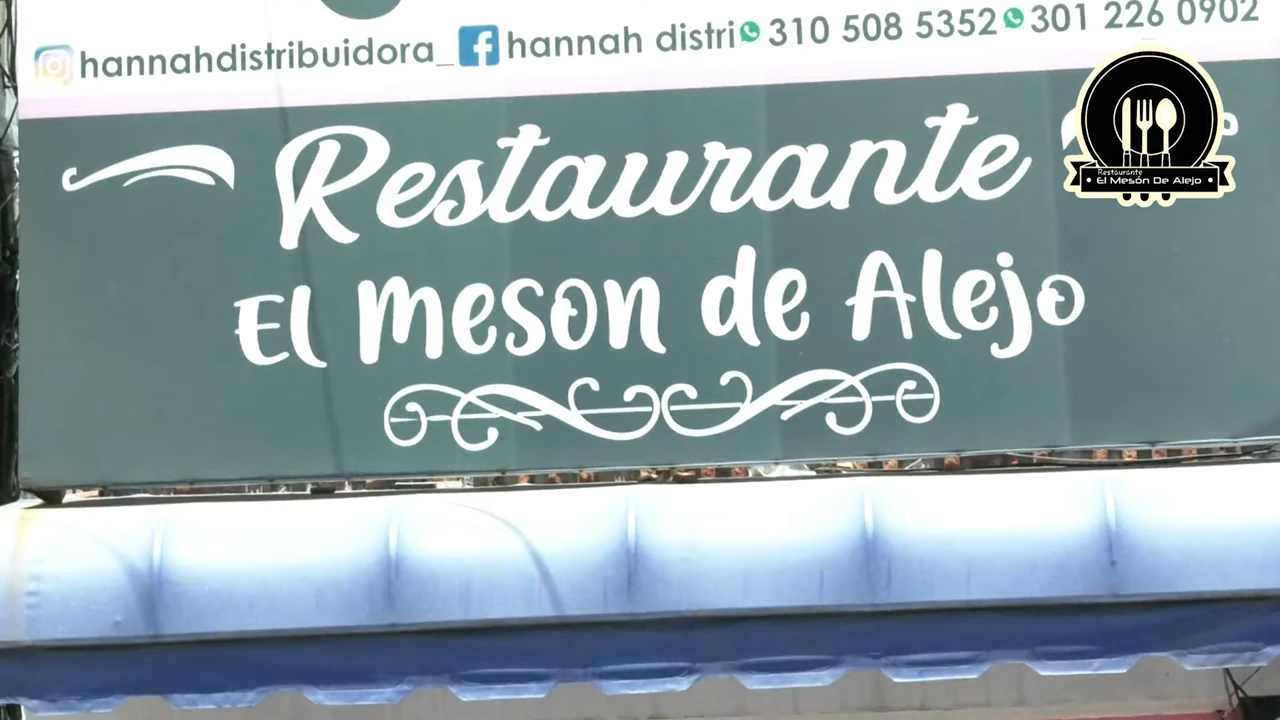 hannahdistribuidora_ hannah distri 310 508 5352 301 226 0902
Restaurante
El meson de Alejo
Restaurante
El Mesón De Alejo